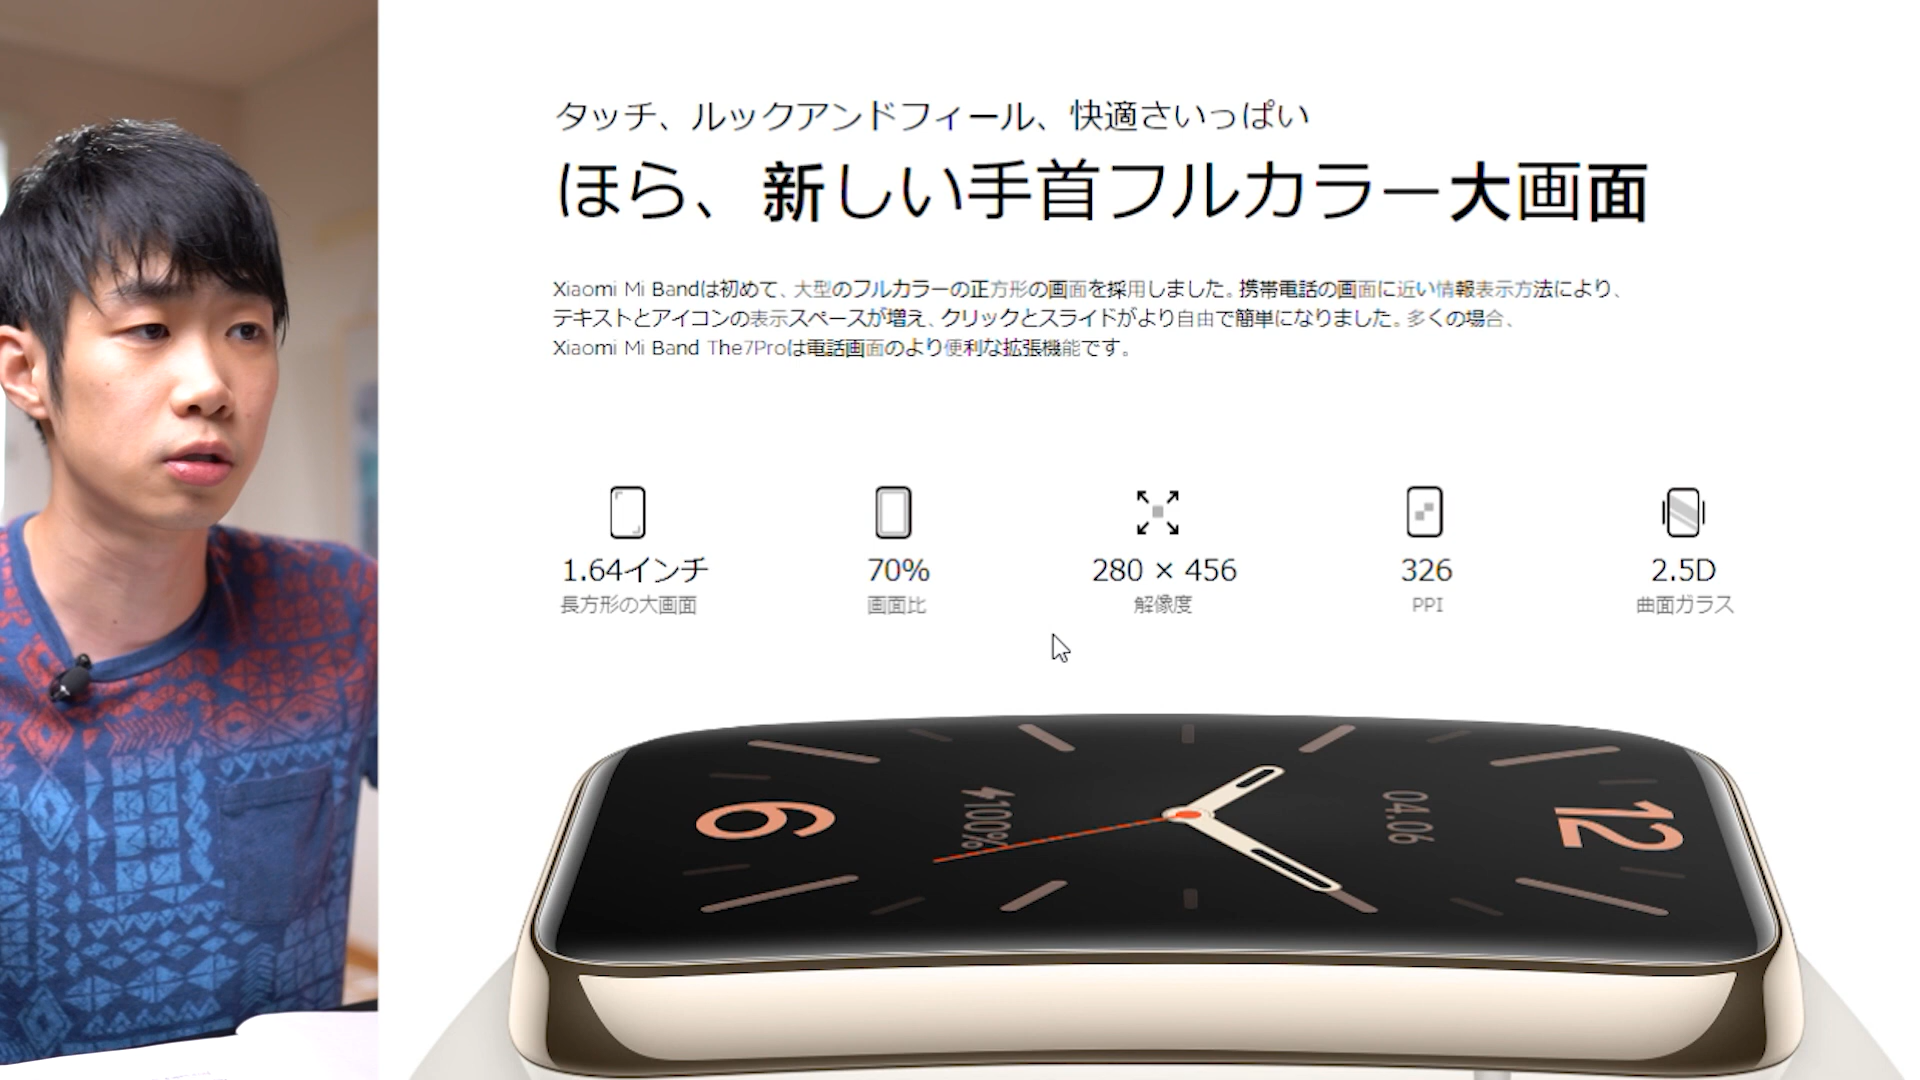 タッチ、ルックアンドフィール、快適さいっぱい
ほら、新しい手首フルカラー大画面
Xiaomi Mi Bandは初めて、大型のフルカラーの正方形の画面を採用しました。携帯電話の画面に近い情報表示方法により、
テキストとアイコンの表示スペースが増え、クリックとスライドがより自由で簡単になりました。多くの場合、
Xiaomi Mi Band The7Proは電話画面のより便利な拡張機能です。
1.64インチ 70% 280 × 456 326 2.5D
長方形の大画面 画面比 解像度 PPI 曲面ガラス
6 100% 04.06 12